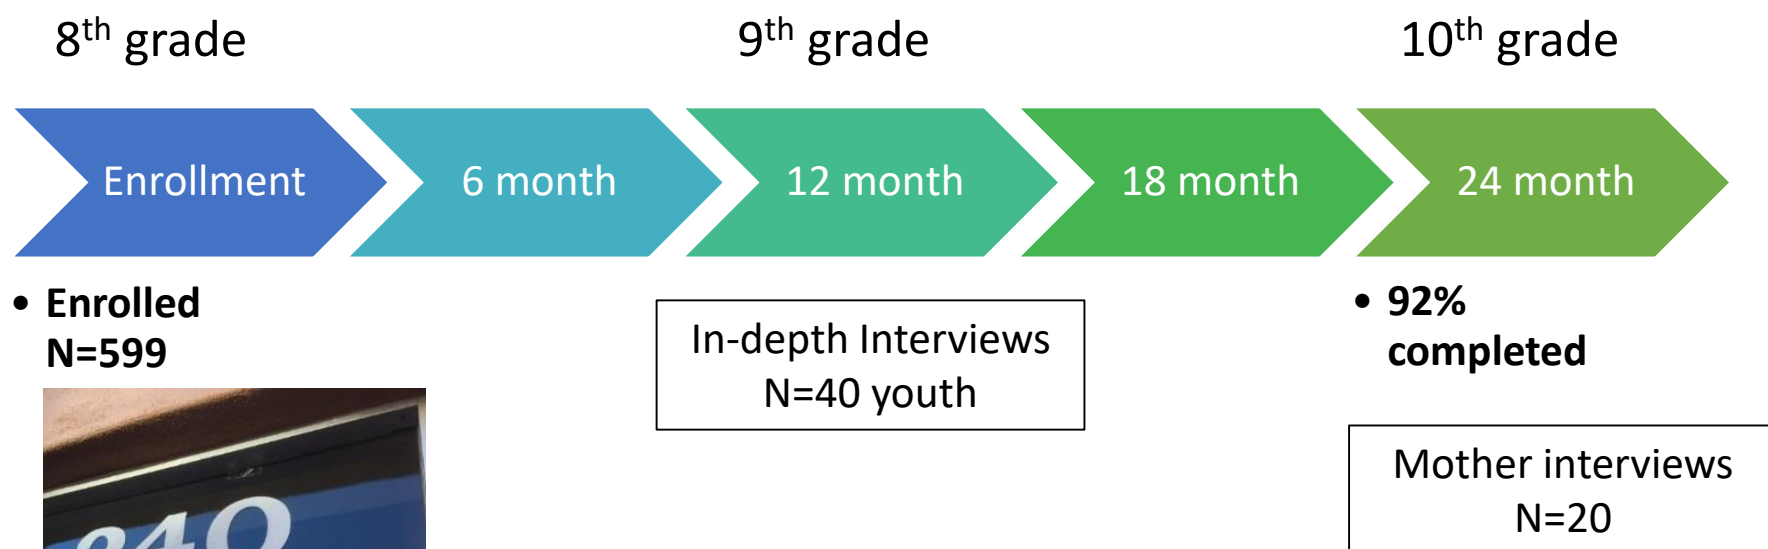 8th grade
9th grade
10th grade
Enrollment
6 month
12 month
18 month
24 month
• Enrolled
N=599
In-depth Interviews
N=40 youth
• 92%
completed
Mother interviews
N=20
840